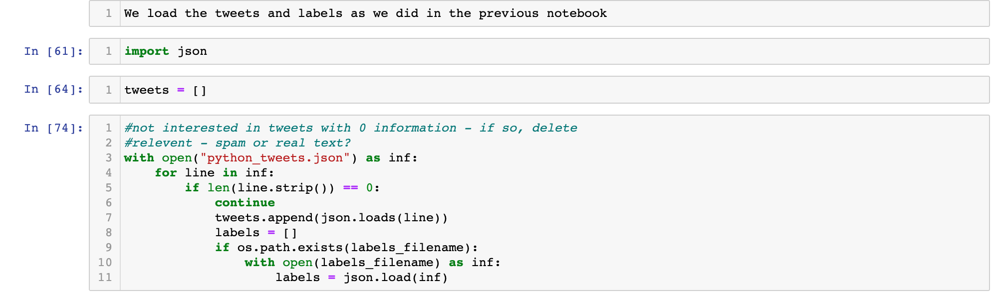 1 We load the tweets and labels as we did in the previous notebook
In [61]: 1 import json
In [64]: 1 tweets = []
In [74]: 1 #not interested in tweets with 0 information - if so, delete
2 #relevent - spam or real text?
3 with open("python_tweets.json") as inf:
4     for line in inf:
5         if len(line.strip()) == 0:
6             continue
7             tweets.append(json.loads(line))
8             labels = []
9             if os.path.exists(labels_filename):
10                 with open(labels_filename) as inf:
11                     labels = json.load(inf)